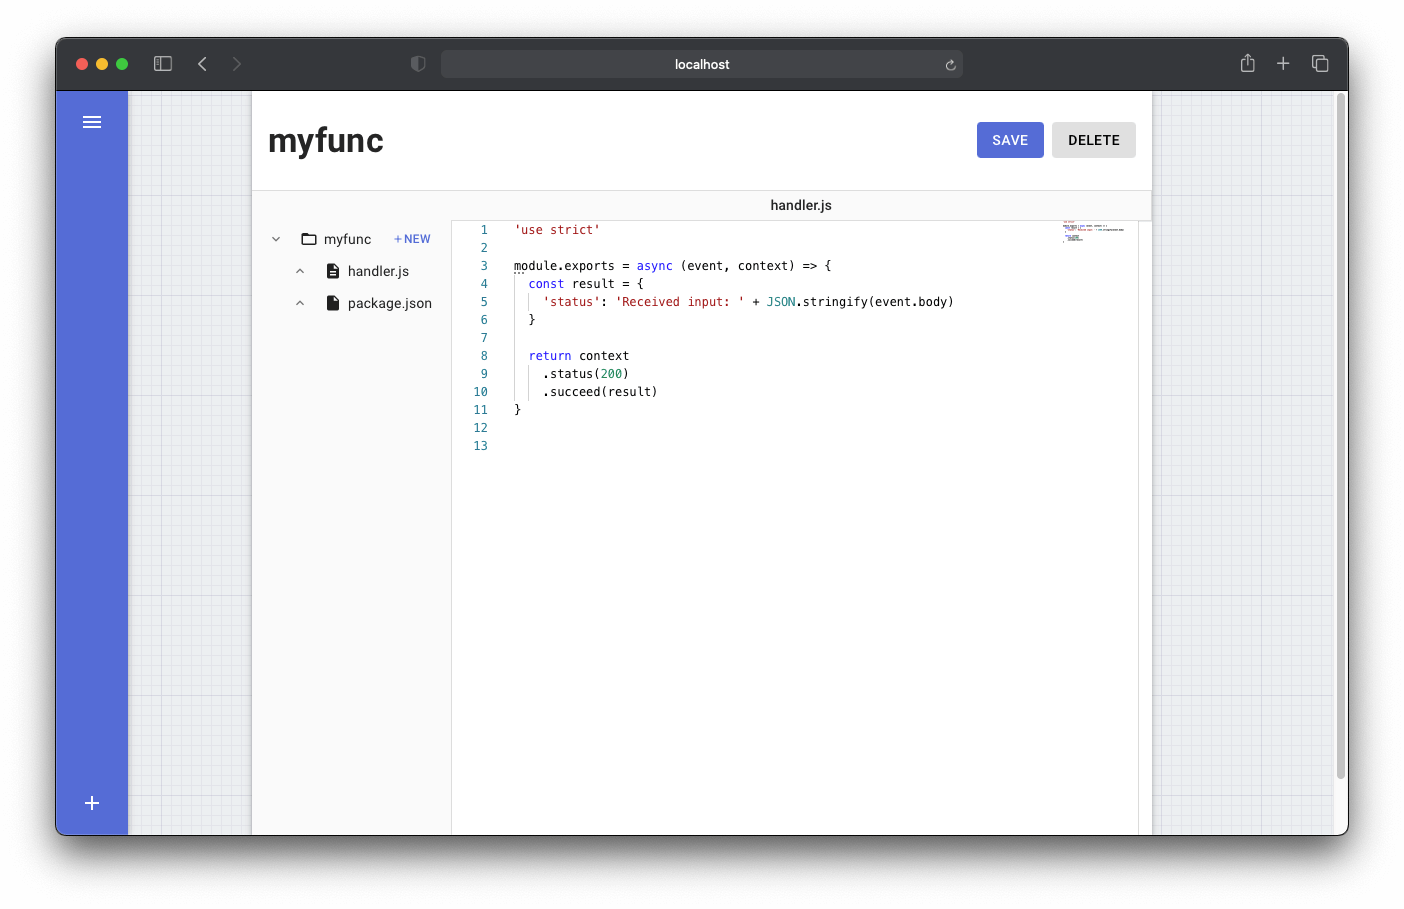 localhost
myfunc
SAVE
DELETE
handler.js
myfunc
+ NEW
handler.js
package.json
1 'use strict'
2
3 module.exports = async (event, context) => {
4   const result = {
5     'status': 'Received input: ' + JSON.stringify(event.body)
6   }
7
8   return context
9     .status(200)
10     .succeed(result)
11 }
12
13